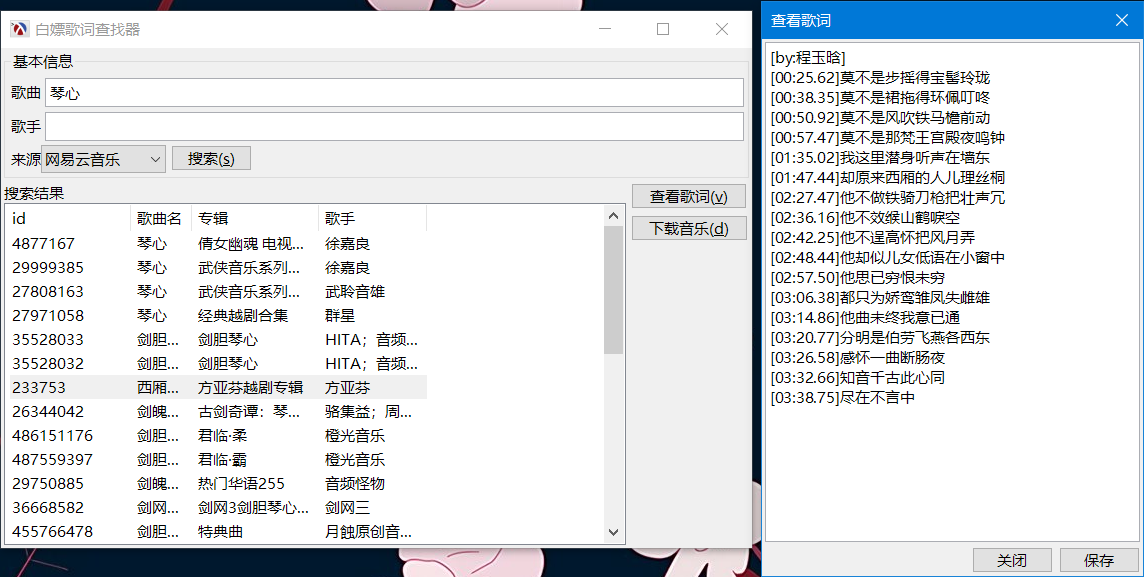 白嫖歌词查找器
基本信息
歌曲 琴心
歌手
来源 网易云音乐 搜索(s)
搜索结果
id 歌曲名 专辑 歌手
4877167 琴心 倩女幽魂 电视... 徐嘉良
29999385 琴心 武侠音乐系列... 徐嘉良
27808163 琴心 武侠音乐系列... 武聆音雄
27971058 琴心 经典越剧合集 群星
35528033 剑胆... 剑胆琴心 HITA；音频...
35528032 剑胆... 剑胆琴心 HITA；音频...
233753 西厢... 方亚芬越剧专辑 方亚芬
26344042 剑魄... 古剑奇谭：琴... 骆集益；周...
486151176 剑胆... 君临·柔 橙光音乐
487559397 剑胆... 君临·霸 橙光音乐
29750885 剑魄... 热门华语255 音频怪物
36668582 剑网... 剑网3剑胆琴心... 剑网三
455766478 剑胆... 特典曲 月蚀原创音...
查看歌词(v)
下载音乐(d)
查看歌词
[by:程玉晗]
[00:25.62]莫不是步摇得宝髻玲珑
[00:38.35]莫不是裙拖得环佩叮咚
[00:50.92]莫不是风吹铁马檐前动
[00:57.47]莫不是那梵王宫殿夜鸣钟
[01:35.02]我这里潜身听声在墙东
[01:47.44]却原来西厢的人儿理丝桐
[02:27.47]他不做铁骑刀枪把壮声冗
[02:36.16]他不效缑山鹤唳空
[02:42.25]他不逞高怀把风月弄
[02:48.44]他却似儿女低语在小窗中
[02:57.50]他思已穷恨未穷
[03:06.38]都只为娇鸾雏凤失雌雄
[03:14.86]他曲未终我意已通
[03:20.77]分明是伯劳飞燕各西东
[03:26.58]感怀一曲断肠夜
[03:32.66]知音千古此心同
[03:38.75]尽在不言中
关闭 保存